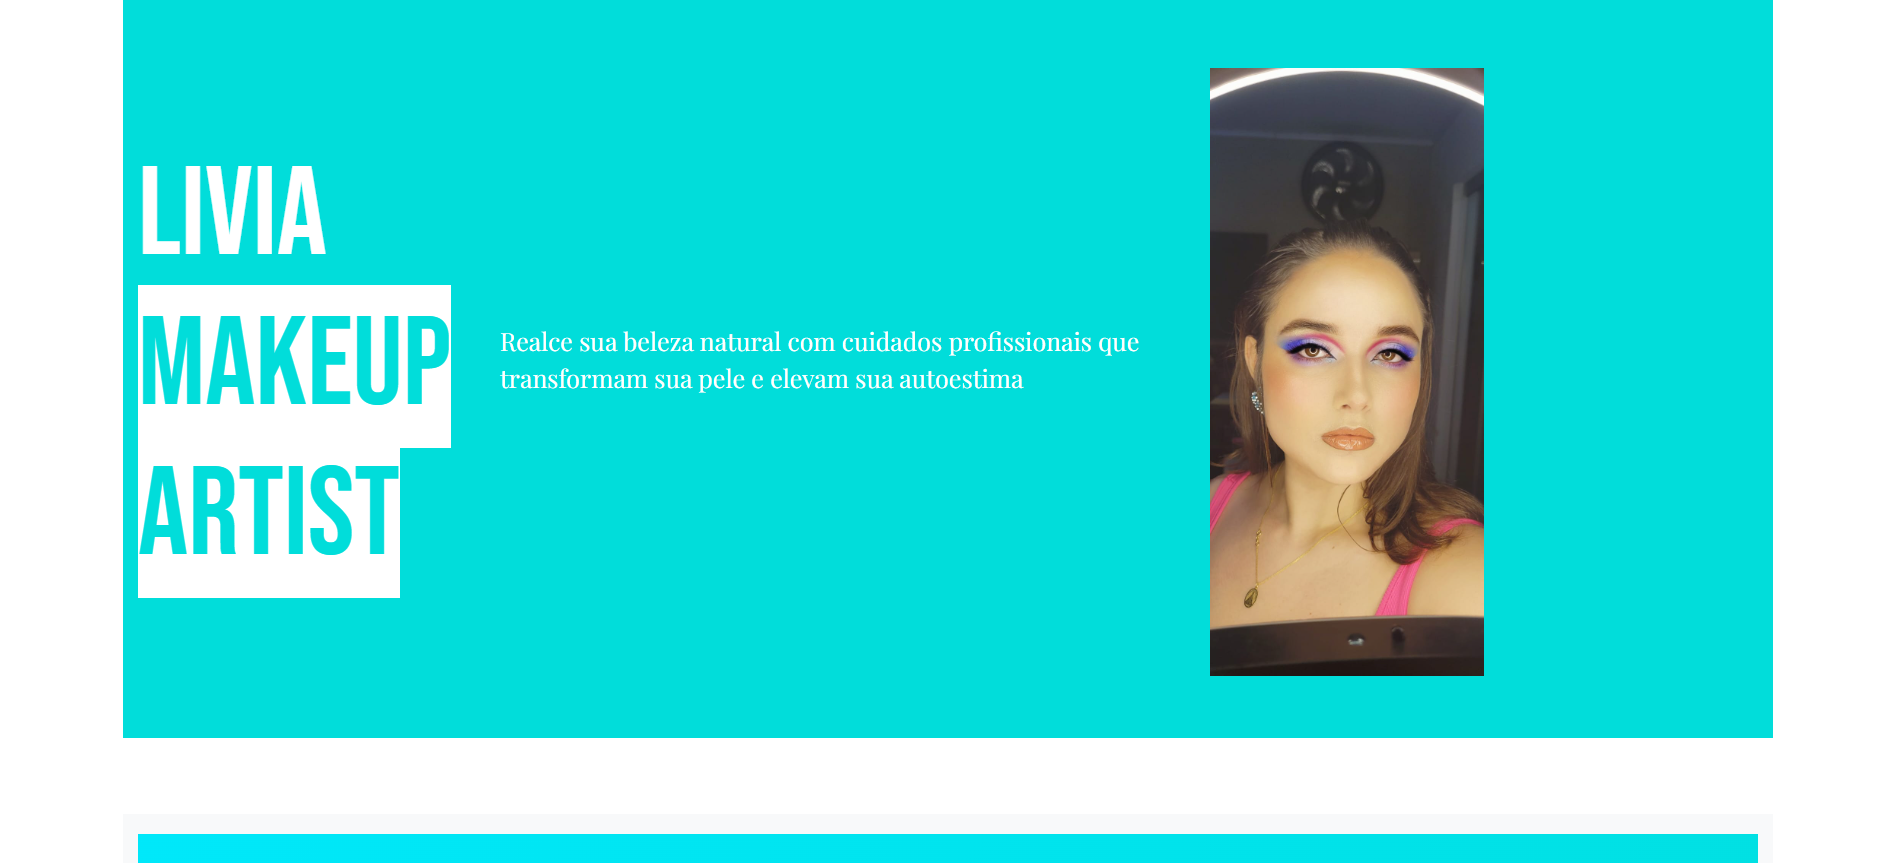 LIVIA
MAKEUP
ARTIST
Realce sua beleza natural com cuidados profissionais que
transformam sua pele e elevam sua autoestima